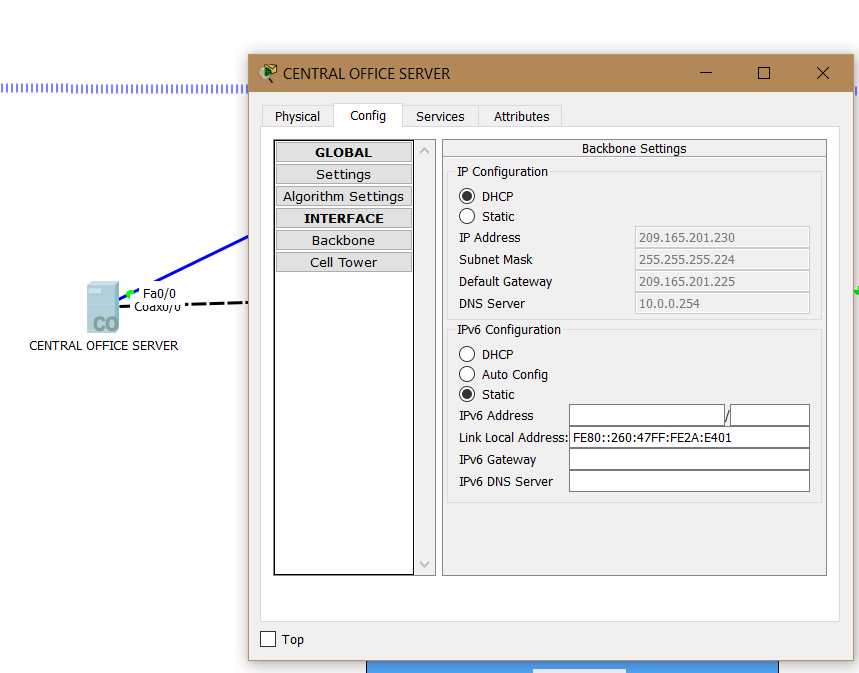 CENTRAL OFFICE SERVER
Physical Config Services Attributes
GLOBAL
Settings
Algorithm Settings
INTERFACE
Backbone
Cell Tower
Backbone Settings
IP Configuration
DHCP
Static
IP Address 209.165.201.230
Subnet Mask 255.255.255.224
Default Gateway 209.165.201.225
DNS Server 10.0.0.254
IPv6 Configuration
DHCP
Auto Config
Static
IPv6 Address /
Link Local Address: FE80::260:47FF:FE2A:E401
IPv6 Gateway
IPv6 DNS Server
Top
Fa0/0
Coax0/0
CO
CENTRAL OFFICE SERVER